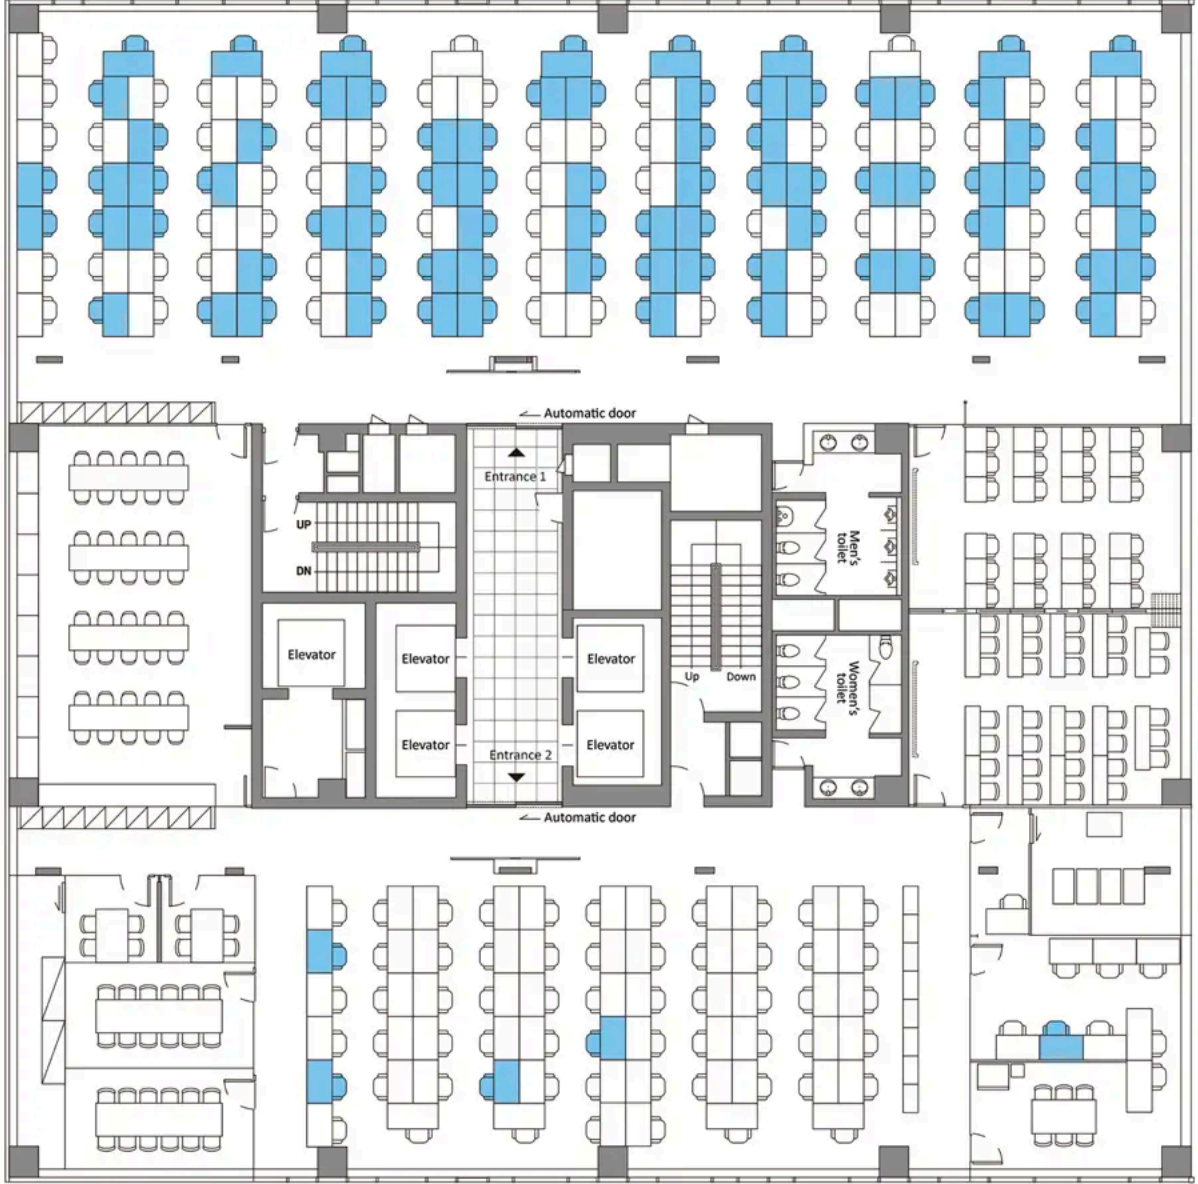 Automatic door
Entrance 1
UP
DN
Men's
toilet
Elevator
Elevator
Elevator
Up
Down
Women's
toilet
Elevator
Elevator
Entrance 2
Automatic door